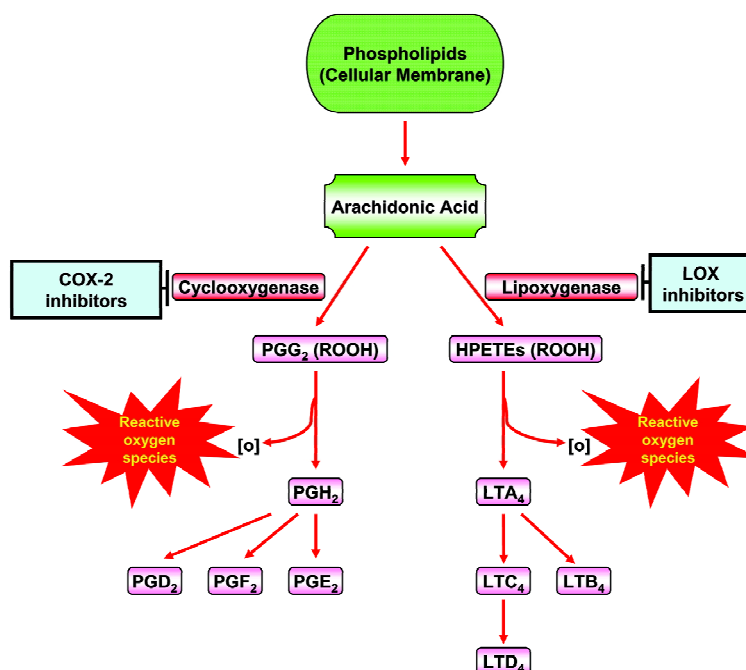 Phospholipids
(Cellular Membrane)
Arachidonic Acid
COX-2
inhibitors
Cyclooxygenase
Lipoxygenase
LOX
inhibitors
PGG₂ (ROOH)
HPETEs (ROOH)
Reactive
oxygen
species
[o]
[o]
Reactive
oxygen
species
PGH₂
LTA₄
PGD₂
PGF₂
PGE₂
LTC₄
LTB₄
LTD₄